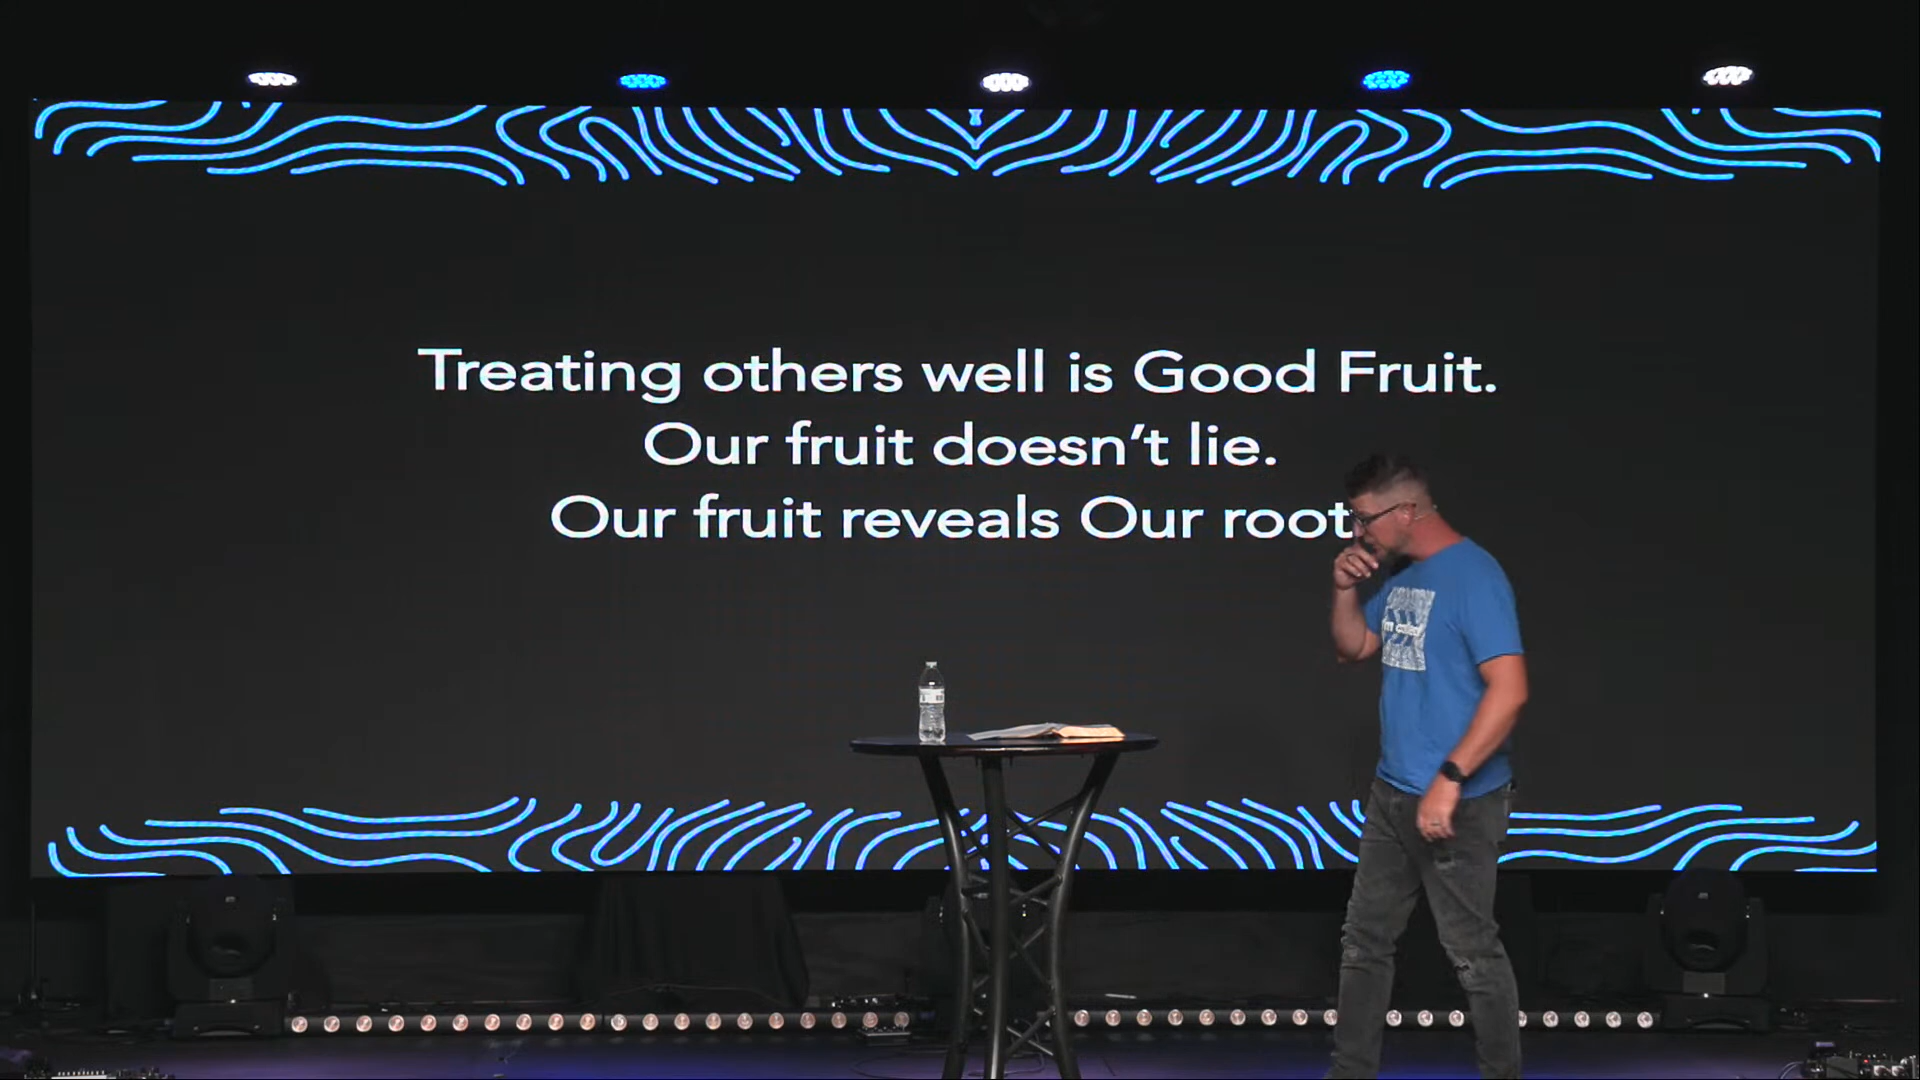 Treating others well is Good Fruit.
Our fruit doesn't lie.
Our fruit reveals Our root